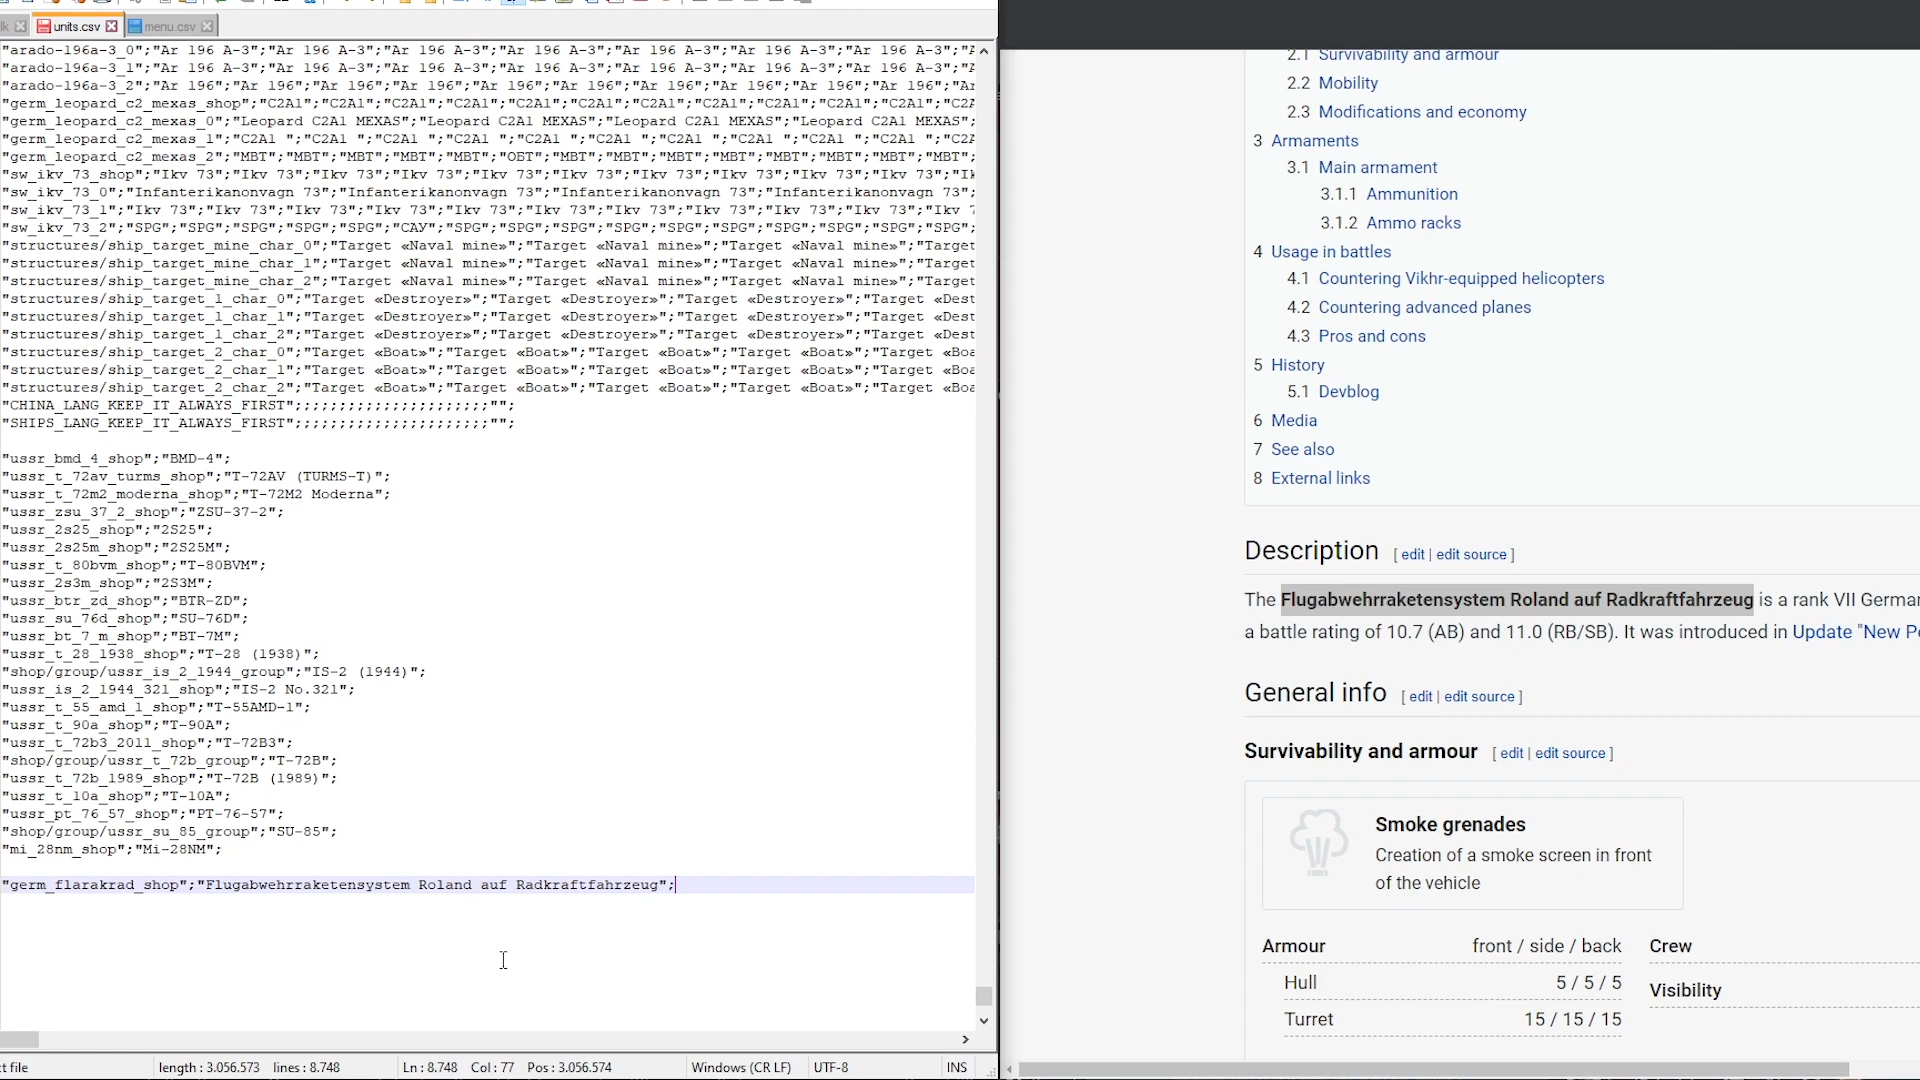 lk
units.csv
menu.csv
"arado-196a-3_0";"Ar 196 A-3";"Ar 196 A-3";"Ar 196 A-3";"Ar 196 A-3";"Ar 196 A-3";"Ar 196 A-3";"Ar 196 A-3";"A
"arado-196a-3_1";"Ar 196 A-3";"Ar 196 A-3";"Ar 196 A-3";"Ar 196 A-3";"Ar 196 A-3";"Ar 196 A-3";"Ar 196 A-3";"A
"arado-196a-3_2";"Ar 196";"Ar 196";"Ar 196";"Ar 196";"Ar 196";"Ar 196";"Ar 196";"Ar 196";"Ar 196";"Ar 196";"Ar
"germ_leopard_c2_mexas_shop";"C2A1";"C2A1";"C2A1";"C2A1";"C2A1";"C2A1";"C2A1";"C2A1";"C2A1";"C2A1";"C2A1";"C2A
"germ_leopard_c2_mexas_0";"Leopard C2A1 MEXAS";"Leopard C2A1 MEXAS";"Leopard C2A1 MEXAS";"Leopard C2A1 MEXAS";
"germ_leopard_c2_mexas_1";"C2A1 ";"C2A1 ";"C2A1 ";"C2A1 ";"C2A1 ";"C2A1 ";"C2A1 ";"C2A1 ";"C2A1 ";"C2A1 ";"C2A
"germ_leopard_c2_mexas_2";"MBT";"MBT";"MBT";"MBT";"MBT";"ОБТ";"MBT";"MBT";"MBT";"MBT";"MBT";"MBT";"MBT";"MBT";
"sw_ikv_73_shop";"Ikv 73";"Ikv 73";"Ikv 73";"Ikv 73";"Ikv 73";"Ikv 73";"Ikv 73";"Ikv 73";"Ikv 73";"Ikv 73";"Ik
"sw_ikv_73_0";"Infanterikanonvagn 73";"Infanterikanonvagn 73";"Infanterikanonvagn 73";"Infanterikanonvagn 73";
"sw_ikv_73_1";"Ikv 73";"Ikv 73";"Ikv 73";"Ikv 73";"Ikv 73";"Ikv 73";"Ikv 73";"Ikv 73";"Ikv 73";"Ikv 73";"Ikv 7
"sw_ikv_73_2";"SPG";"SPG";"SPG";"SPG";"SPG";"САУ";"SPG";"SPG";"SPG";"SPG";"SPG";"SPG";"SPG";"SPG";"SPG";"SPG";
"structures/ship_target_mine_char_0";"Target «Naval mine»";"Target «Naval mine»";"Target «Naval mine»";"Target
"structures/ship_target_mine_char_1";"Target «Naval mine»";"Target «Naval mine»";"Target «Naval mine»";"Target
"structures/ship_target_mine_char_2";"Target «Naval mine»";"Target «Naval mine»";"Target «Naval mine»";"Target
"structures/ship_target_1_char_0";"Target «Destroyer»";"Target «Destroyer»";"Target «Destroyer»";"Target «Dest
"structures/ship_target_1_char_1";"Target «Destroyer»";"Target «Destroyer»";"Target «Destroyer»";"Target «Dest
"structures/ship_target_1_char_2";"Target «Destroyer»";"Target «Destroyer»";"Target «Destroyer»";"Target «Dest
"structures/ship_target_2_char_0";"Target «Boat»";"Target «Boat»";"Target «Boat»";"Target «Boat»";"Target «Boa
"structures/ship_target_2_char_1";"Target «Boat»";"Target «Boat»";"Target «Boat»";"Target «Boat»";"Target «Boa
"structures/ship_target_2_char_2";"Target «Boat»";"Target «Boat»";"Target «Boat»";"Target «Boat»";"Target «Boa
"CHINA_LANG_KEEP_IT_ALWAYS_FIRST";;;;;;;;;;;;;;;;;;;;;;"";
"SHIPS_LANG_KEEP_IT_ALWAYS_FIRST";;;;;;;;;;;;;;;;;;;;;;"";
"ussr_bmd_4_shop";"BMD-4";
"ussr_t_72av_turms_shop";"T-72AV (TURMS-T)";
"ussr_t_72m2_moderna_shop";"T-72M2 Moderna";
"ussr_zsu_37_2_shop";"ZSU-37-2";
"ussr_2s25_shop";"2S25";
"ussr_2s25m_shop";"2S25M";
"ussr_t_80bvm_shop";"T-80BVM";
"ussr_2s3m_shop";"2S3M";
"ussr_btr_zd_shop";"BTR-ZD";
"ussr_su_76d_shop";"SU-76D";
"ussr_bt_7_m_shop";"BT-7M";
"ussr_t_28_1938_shop";"T-28 (1938)";
"shop/group/ussr_is_2_1944_group";"IS-2 (1944)";
"ussr_is_2_1944_321_shop";"IS-2 No.321";
"ussr_t_55_amd_1_shop";"T-55AMD-1";
"ussr_t_90a_shop";"T-90A";
"ussr_t_72b3_2011_shop";"T-72B3";
"shop/group/ussr_t_72b_group";"T-72B";
"ussr_t_72b_1989_shop";"T-72B (1989)";
"ussr_t_10a_shop";"T-10A";
"ussr_pt_76_57_shop";"PT-76-57";
"shop/group/ussr_su_85_group";"SU-85";
"mi_28nm_shop";"Mi-28NM";
"germ_flarakrad_shop";"Flugabwehrraketensystem Roland auf Radkraftfahrzeug";
t file
length : 3.056.573 lines : 8.748
Ln : 8.748 Col : 77 Pos : 3.056.574
Windows (CR LF)
UTF-8
INS
2.1 Survivability and armour
2.2 Mobility
2.3 Modifications and economy
3 Armaments
3.1 Main armament
3.1.1 Ammunition
3.1.2 Ammo racks
4 Usage in battles
4.1 Countering Vikhr-equipped helicopters
4.2 Countering advanced planes
4.3 Pros and cons
5 History
5.1 Devblog
6 Media
7 See also
8 External links
Description [ edit | edit source ]
The Flugabwehrraketensystem Roland auf Radkraftfahrzeug is a rank VII German
a battle rating of 10.7 (AB) and 11.0 (RB/SB). It was introduced in Update "New Po
General info [ edit | edit source ]
Survivability and armour [ edit | edit source ]
Smoke grenades
Creation of a smoke screen in front
of the vehicle
Armour front / side / back
Hull 5 / 5 / 5
Turret 15 / 15 / 15
Crew
Visibility